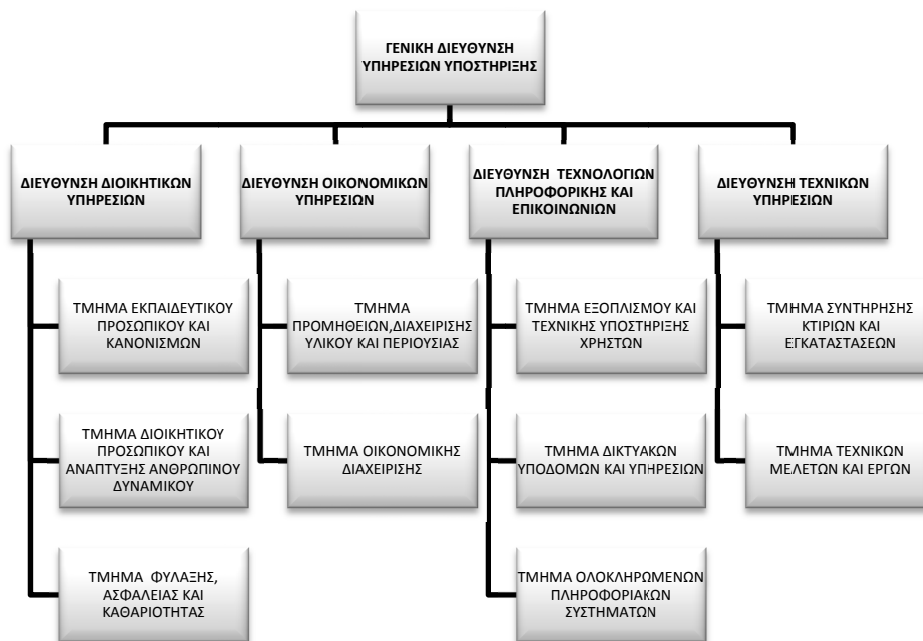 ΓΕΝΙΚΗ ΔΙΕΥΘΥΝΣΗ
ΥΠΗΡΕΣΙΩΝ ΥΠΟΣΤΗΡΙΞΗΣ
ΔΙΕΥΘΥΝΣΗ ΔΙΟΙΚΗΤΙΚΩΝ
ΥΠΗΡΕΣΙΩΝ
ΤΜΗΜΑ ΕΚΠΑΙΔΕΥΤΙΚΟΥ
ΠΡΟΣΩΠΙΚΟΥ ΚΑΙ
ΚΑΝΟΝΙΣΜΩΝ
ΤΜΗΜΑ ΔΙΟΙΚΗΤΙΚΟΥ
ΠΡΟΣΩΠΙΚΟΥ ΚΑΙ
ΑΝΑΠΤΥΞΗΣ ΑΝΘΡΩΠΙΝΟΥ
ΔΥΝΑΜΙΚΟΥ
ΤΜΗΜΑ ΦΥΛΑΞΗΣ,
ΑΣΦΑΛΕΙΑΣ ΚΑΙ
ΚΑΘΑΡΙΟΤΗΤΑΣ
ΔΙΕΥΘΥΝΣΗ ΟΙΚΟΝΟΜΙΚΩΝ
ΥΠΗΡΕΣΙΩΝ
ΤΜΗΜΑ
ΠΡΟΜΗΘΕΙΩΝ,ΔΙΑΧΕΙΡΙΣΗΣ
ΥΛΙΚΟΥ ΚΑΙ ΠΕΡΙΟΥΣΙΑΣ
ΤΜΗΜΑ ΟΙΚΟΝΟΜΙΚΗΣ
ΔΙΑΧΕΙΡΙΣΗΣ
ΔΙΕΥΘΥΝΣΗ ΤΕΧΝΟΛΟΓΙΩΝ
ΠΛΗΡΟΦΟΡΙΚΗΣ ΚΑΙ
ΕΠΙΚΟΙΝΩΝΙΩΝ
ΤΜΗΜΑ ΕΞΟΠΛΙΣΜΟΥ ΚΑΙ
ΤΕΧΝΙΚΗΣ ΥΠΟΣΤΗΡΙΞΗΣ
ΧΡΗΣΤΩΝ
ΤΜΗΜΑ ΔΙΚΤΥΑΚΩΝ
ΥΠΟΔΟΜΩΝ ΚΑΙ ΥΠΗΡΕΣΙΩΝ
ΤΜΗΜΑ ΟΛΟΚΛΗΡΩΜΕΝΩΝ
ΠΛΗΡΟΦΟΡΙΑΚΩΝ
ΣΥΣΤΗΜΑΤΩΝ
ΔΙΕΥΘΥΝΣΗ ΤΕΧΝΙΚΩΝ
ΥΠΗΡΕΣΙΩΝ
ΤΜΗΜΑ ΣΥΝΤΗΡΗΣΗΣ
ΚΤΙΡΙΩΝ ΚΑΙ
ΕΓΚΑΤΑΣΤΑΣΕΩΝ
ΤΜΗΜΑ ΤΕΧΝΙΚΩΝ
ΜΕΛΕΤΩΝ ΚΑΙ ΕΡΓΩΝ